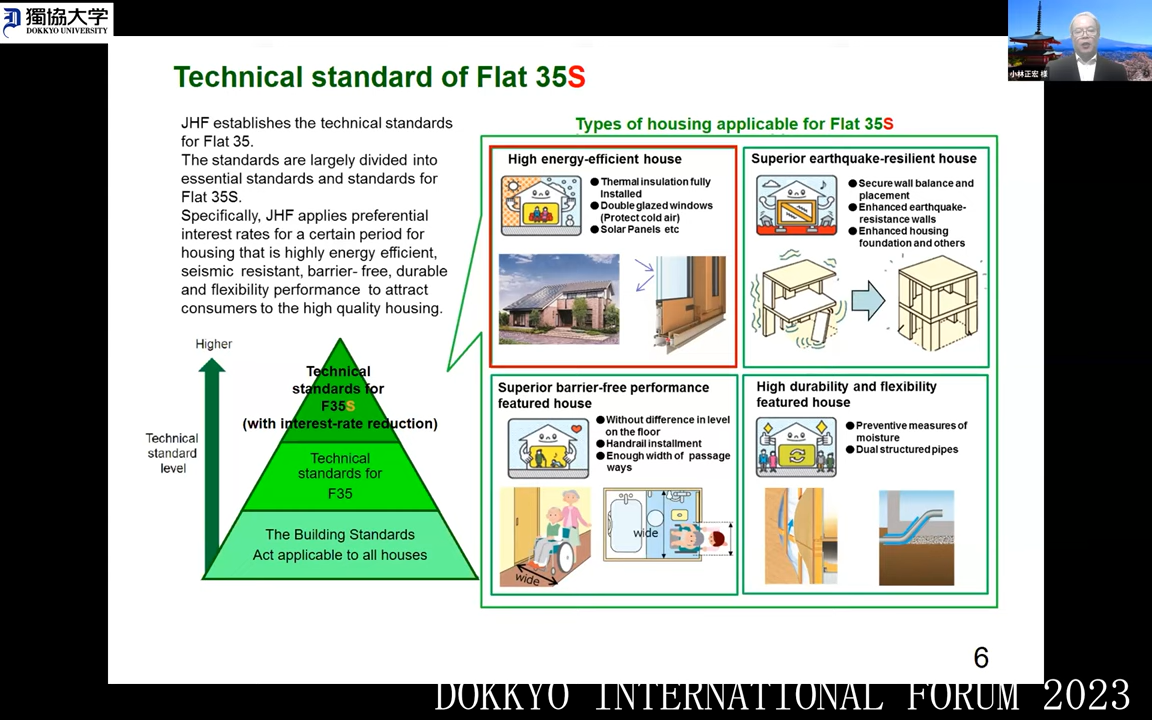 獨協大学
DOKKYO UNIVERSITY
小林正宏 様
Technical standard of Flat 35S
JHF establishes the technical standards
for Flat 35.
The standards are largely divided into
essential standards and standards for
Flat 35S.
Specifically, JHF applies preferential
interest rates for a certain period for
housing that is highly energy efficient,
seismic resistant, barrier- free, durable
and flexibility performance to attract
consumers to the high quality housing.
Higher
Technical
standard
level
Technical
standards for
F35S
(with interest-rate reduction)
Technical
standards for
F35
The Building Standards
Act applicable to all houses
Types of housing applicable for Flat 35S
High energy-efficient house
●Thermal insulation fully
Installed
●Double glazed windows
(Protect cold air)
●Solar Panels etc
Superior earthquake-resilient house
●Secure wall balance and
placement
●Enhanced earthquake-
resistance walls
●Enhanced housing
foundation and others
Superior barrier-free performance
featured house
●Without difference in level
on the floor
●Handrail installment
●Enough width of passage
ways
wide
wide
High durability and flexibility
featured house
●Preventive measures of
moisture
●Dual structured pipes
6
DOKKYO INTERNATIONAL FORUM 2023